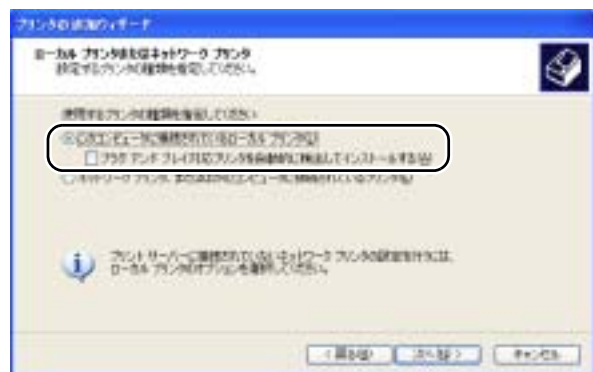 プリンタの追加ウィザード
ローカル プリンタまたはネットワーク プリンタ
設定するプリンタの種類を指定してください。
使用するプリンタの種類を指定してください:
このコンピュータに接続されているローカル プリンタ(L)
プラグ アンド プレイ対応プリンタを自動的に検出してインストールする(A)
ネットワーク プリンタ、またはほかのコンピュータに接続されているプリンタ(E)
プリント サーバーに接続されていないネットワーク プリンタの設定を行うには、
ローカル プリンタのオプションを選択してください。
< 戻る(B)
次へ(N) >
キャンセル